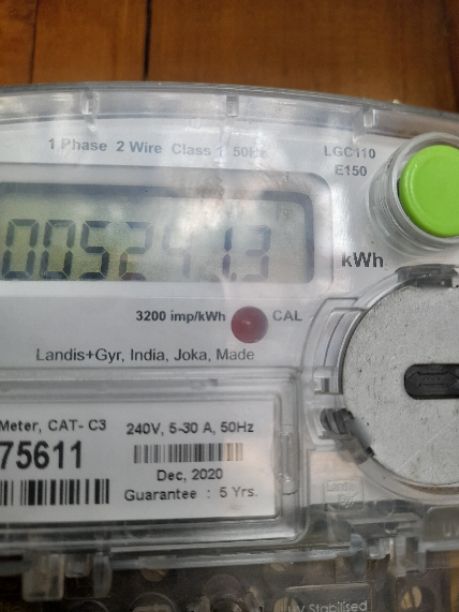 1 Phase 2 Wire Class 1 50Hz
LGC110
E150
005241.3
kWh
3200 imp/kWh
CAL
Landis+Gyr, India, Joka, Made
Meter, CAT- C3
75611
240V, 5-30 A, 50Hz
Dec, 2020
Guarantee : 5 Yrs.
Stabilised